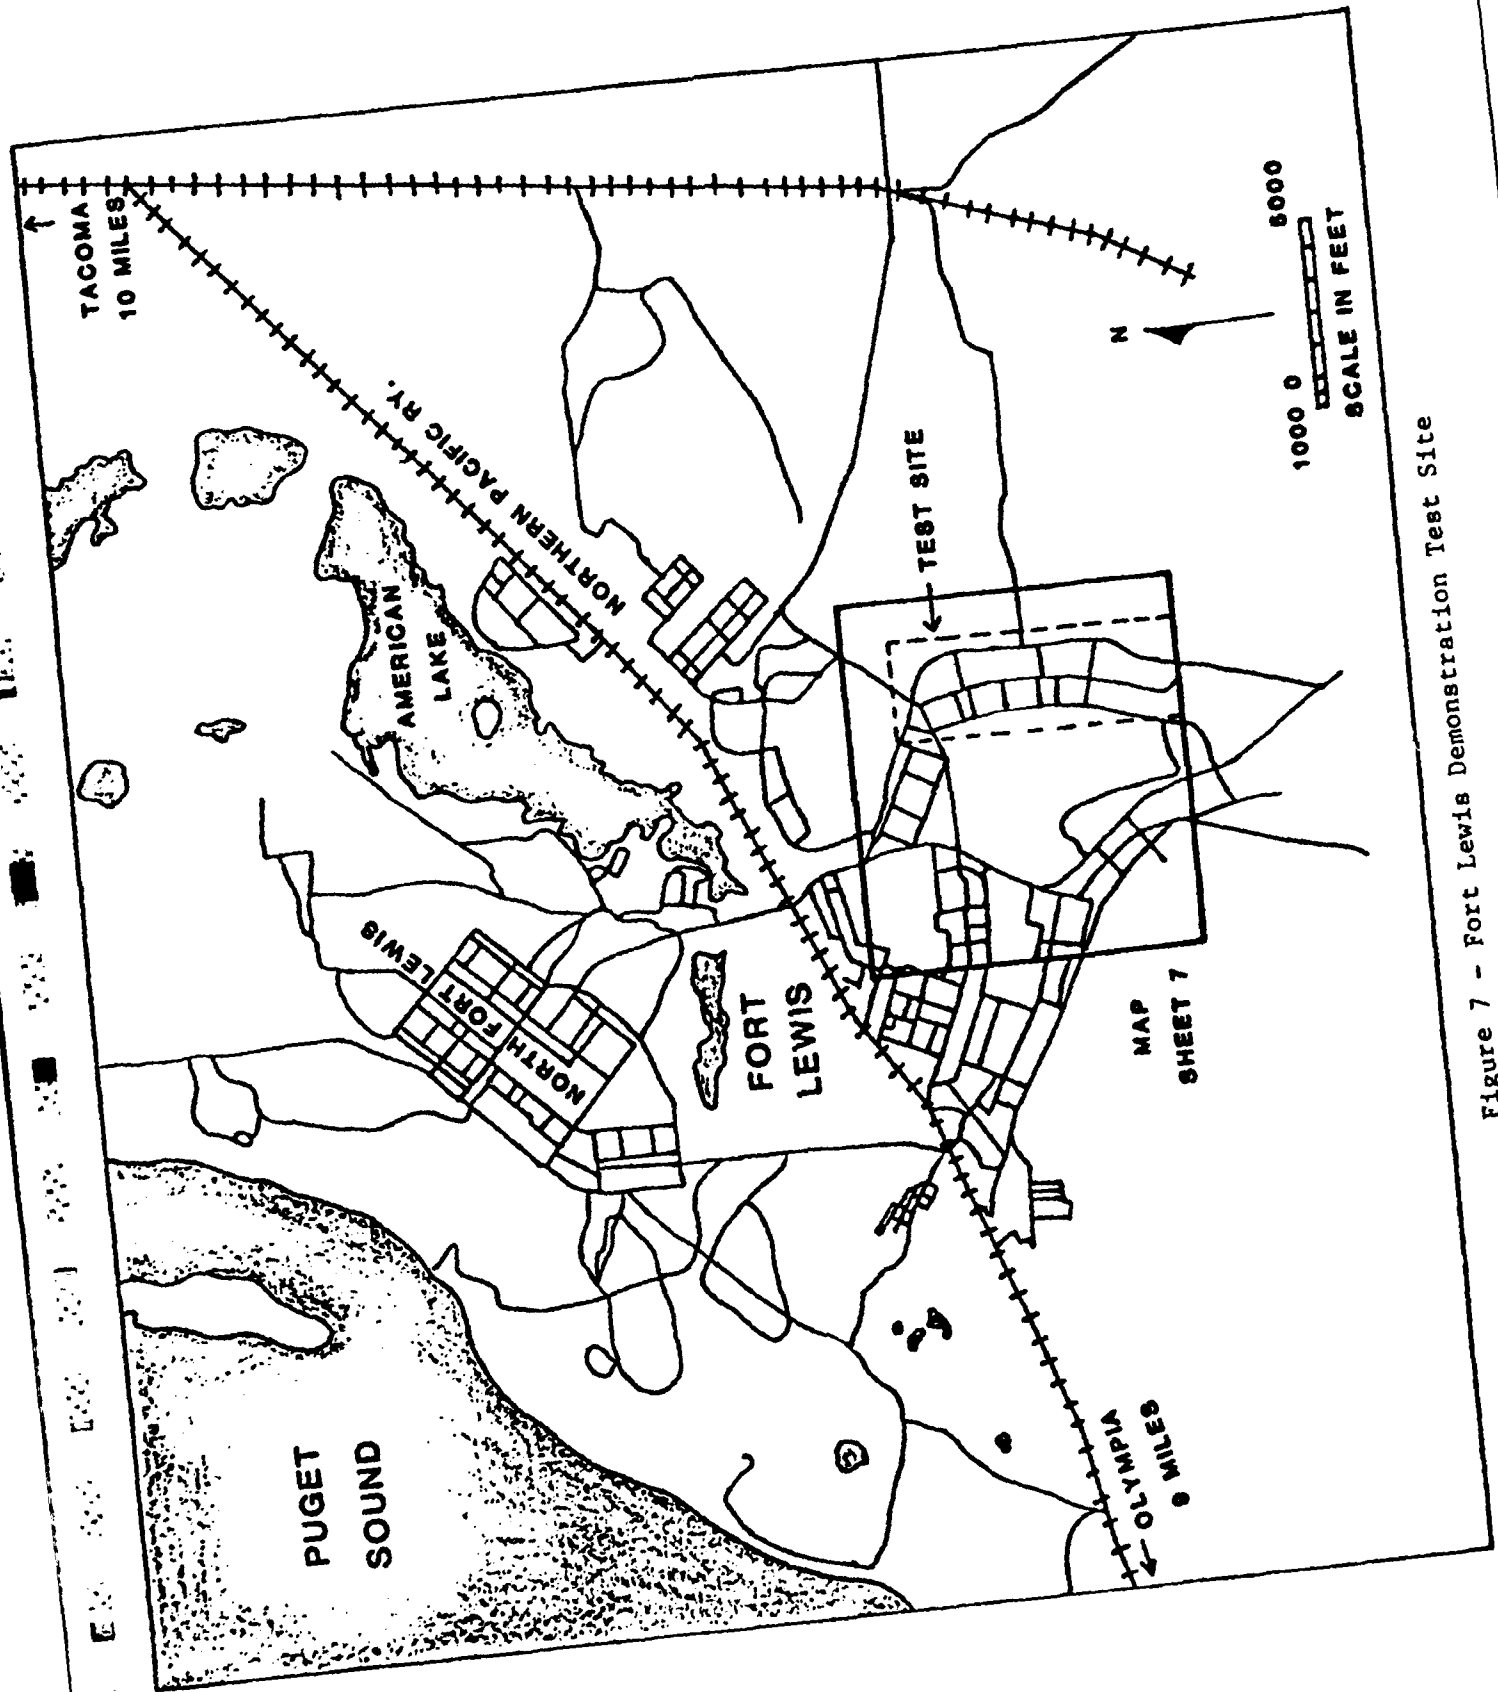 TACOMA
10 MILES
NORTHERN PACIFIC RY.
AMERICAN
LAKE
NORTH FORT LEWIS
FORT
LEWIS
PUGET
SOUND
TEST SITE
MAP
SHEET 7
OLYMPIA
9 MILES
N
1000 0 5000
SCALE IN FEET
Figure 7 - Fort Lewis Demonstration Test Site